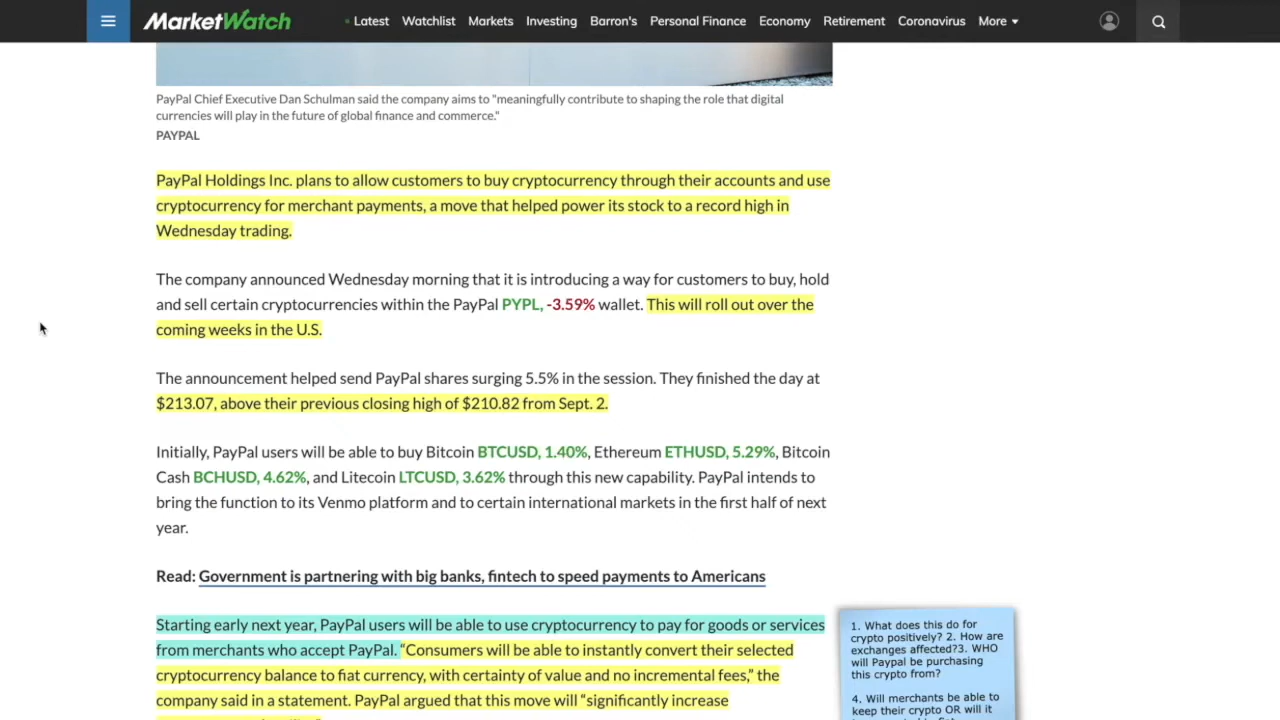 MarketWatch Latest Watchlist Markets Investing Barron's Personal Finance Economy Retirement Coronavirus More
PayPal Chief Executive Dan Schulman said the company aims to "meaningfully contribute to shaping the role that digital
currencies will play in the future of global finance and commerce."
PAYPAL
PayPal Holdings Inc. plans to allow customers to buy cryptocurrency through their accounts and use
cryptocurrency for merchant payments, a move that helped power its stock to a record high in
Wednesday trading.
The company announced Wednesday morning that it is introducing a way for customers to buy, hold
and sell certain cryptocurrencies within the PayPal PYPL, -3.59% wallet. This will roll out over the
coming weeks in the U.S.
The announcement helped send PayPal shares surging 5.5% in the session. They finished the day at
$213.07, above their previous closing high of $210.82 from Sept. 2.
Initially, PayPal users will be able to buy Bitcoin BTCUSD, 1.40%, Ethereum ETHUSD, 5.29%, Bitcoin
Cash BCHUSD, 4.62%, and Litecoin LTCUSD, 3.62% through this new capability. PayPal intends to
bring the function to its Venmo platform and to certain international markets in the first half of next
year.
Read: Government is partnering with big banks, fintech to speed payments to Americans
Starting early next year, PayPal users will be able to use cryptocurrency to pay for goods or services
from merchants who accept PayPal. "Consumers will be able to instantly convert their selected
cryptocurrency balance to fiat currency, with certainty of value and no incremental fees," the
company said in a statement. PayPal argued that this move will "significantly increase
1. What does this do for
crypto positively? 2. How are
exchanges affected?3. WHO
will Paypal be purchasing
this crypto from?
4. Will merchants be able to
keep their crypto OR will it